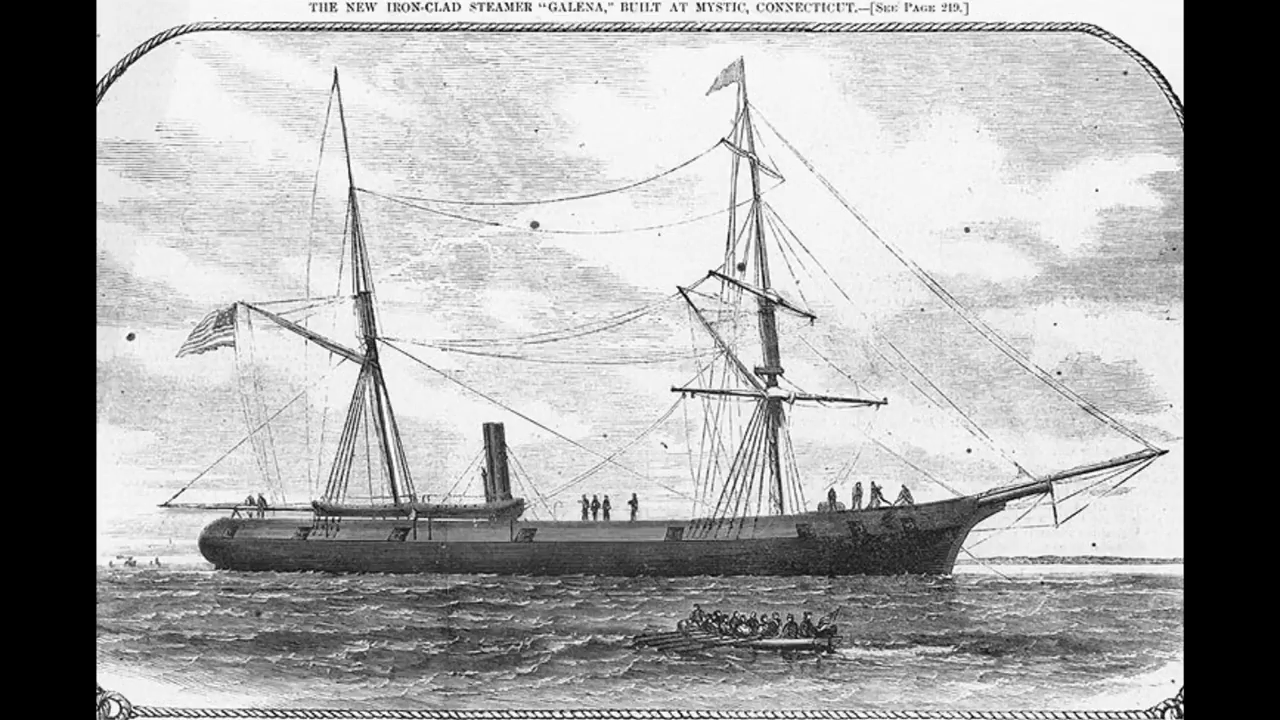 THE NEW IRON-CLAD STEAMER "GALENA," BUILT AT MYSTIC, CONNECTICUT.—[SEE PAGE 219.]